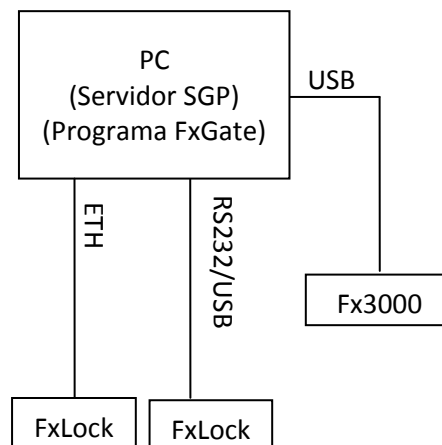 PC
(Servidor SGP)
(Programa FxGate)
USB
ETH
RS232/USB
Fx3000
FxLock
FxLock